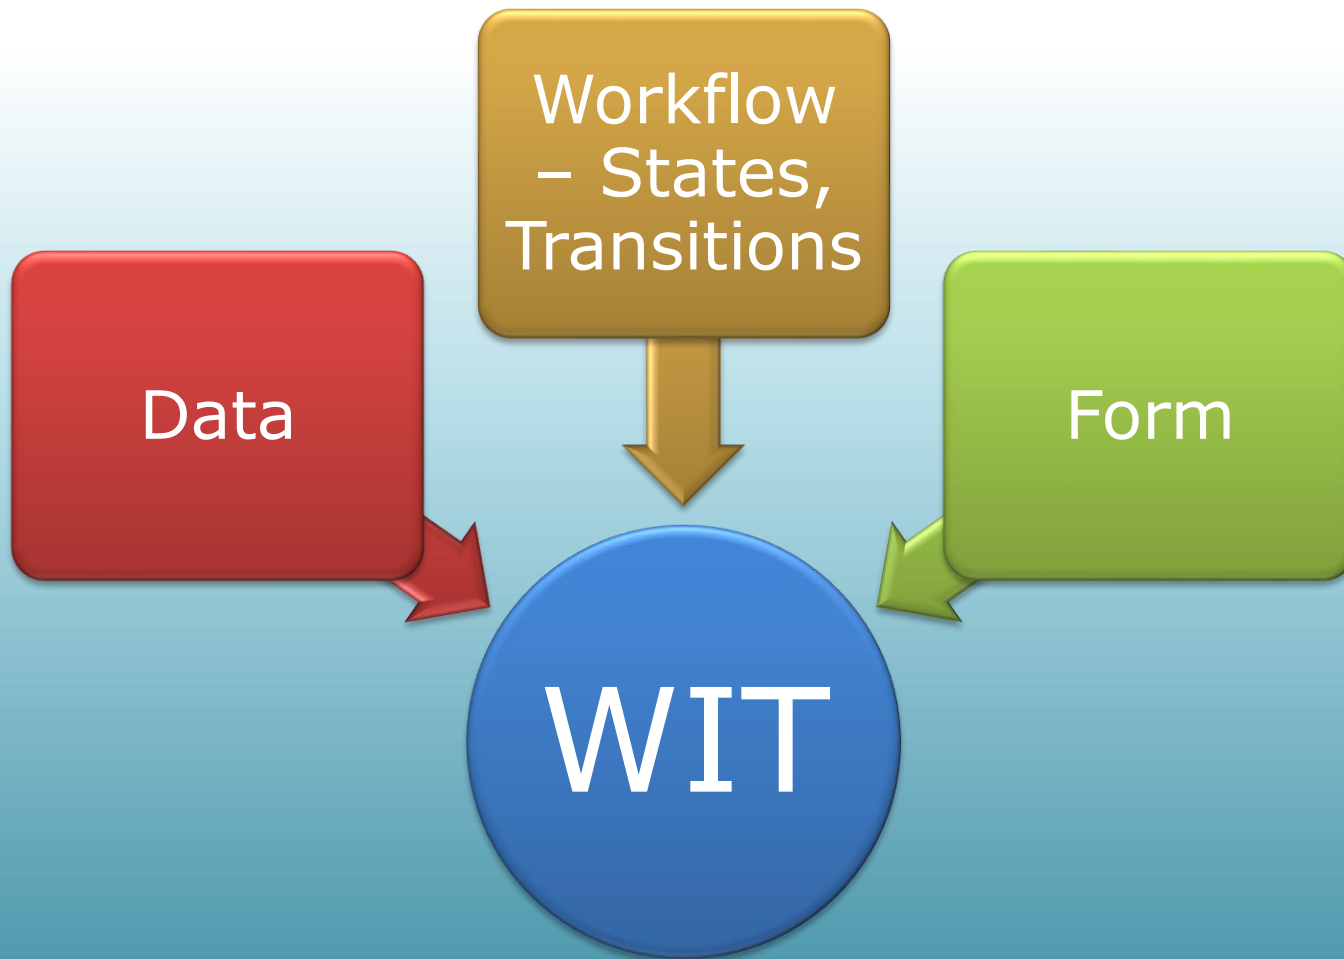 Workflow
– States,
Transitions
Data
Form
WIT